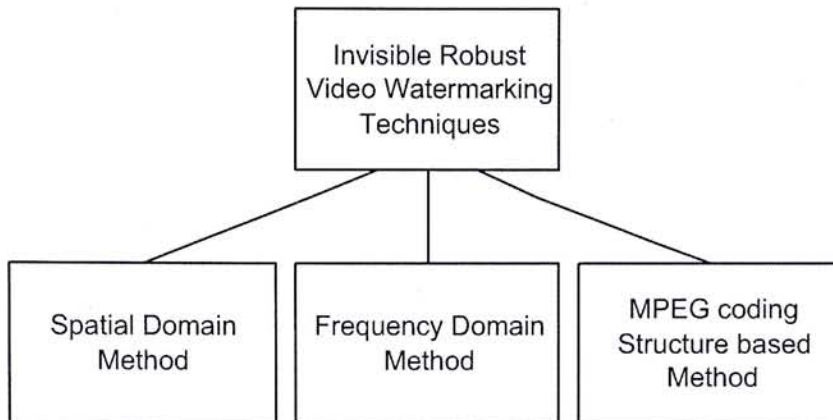 Invisible Robust
Video Watermarking
Techniques
Spatial Domain
Method
Frequency Domain
Method
MPEG coding
Structure based
Method